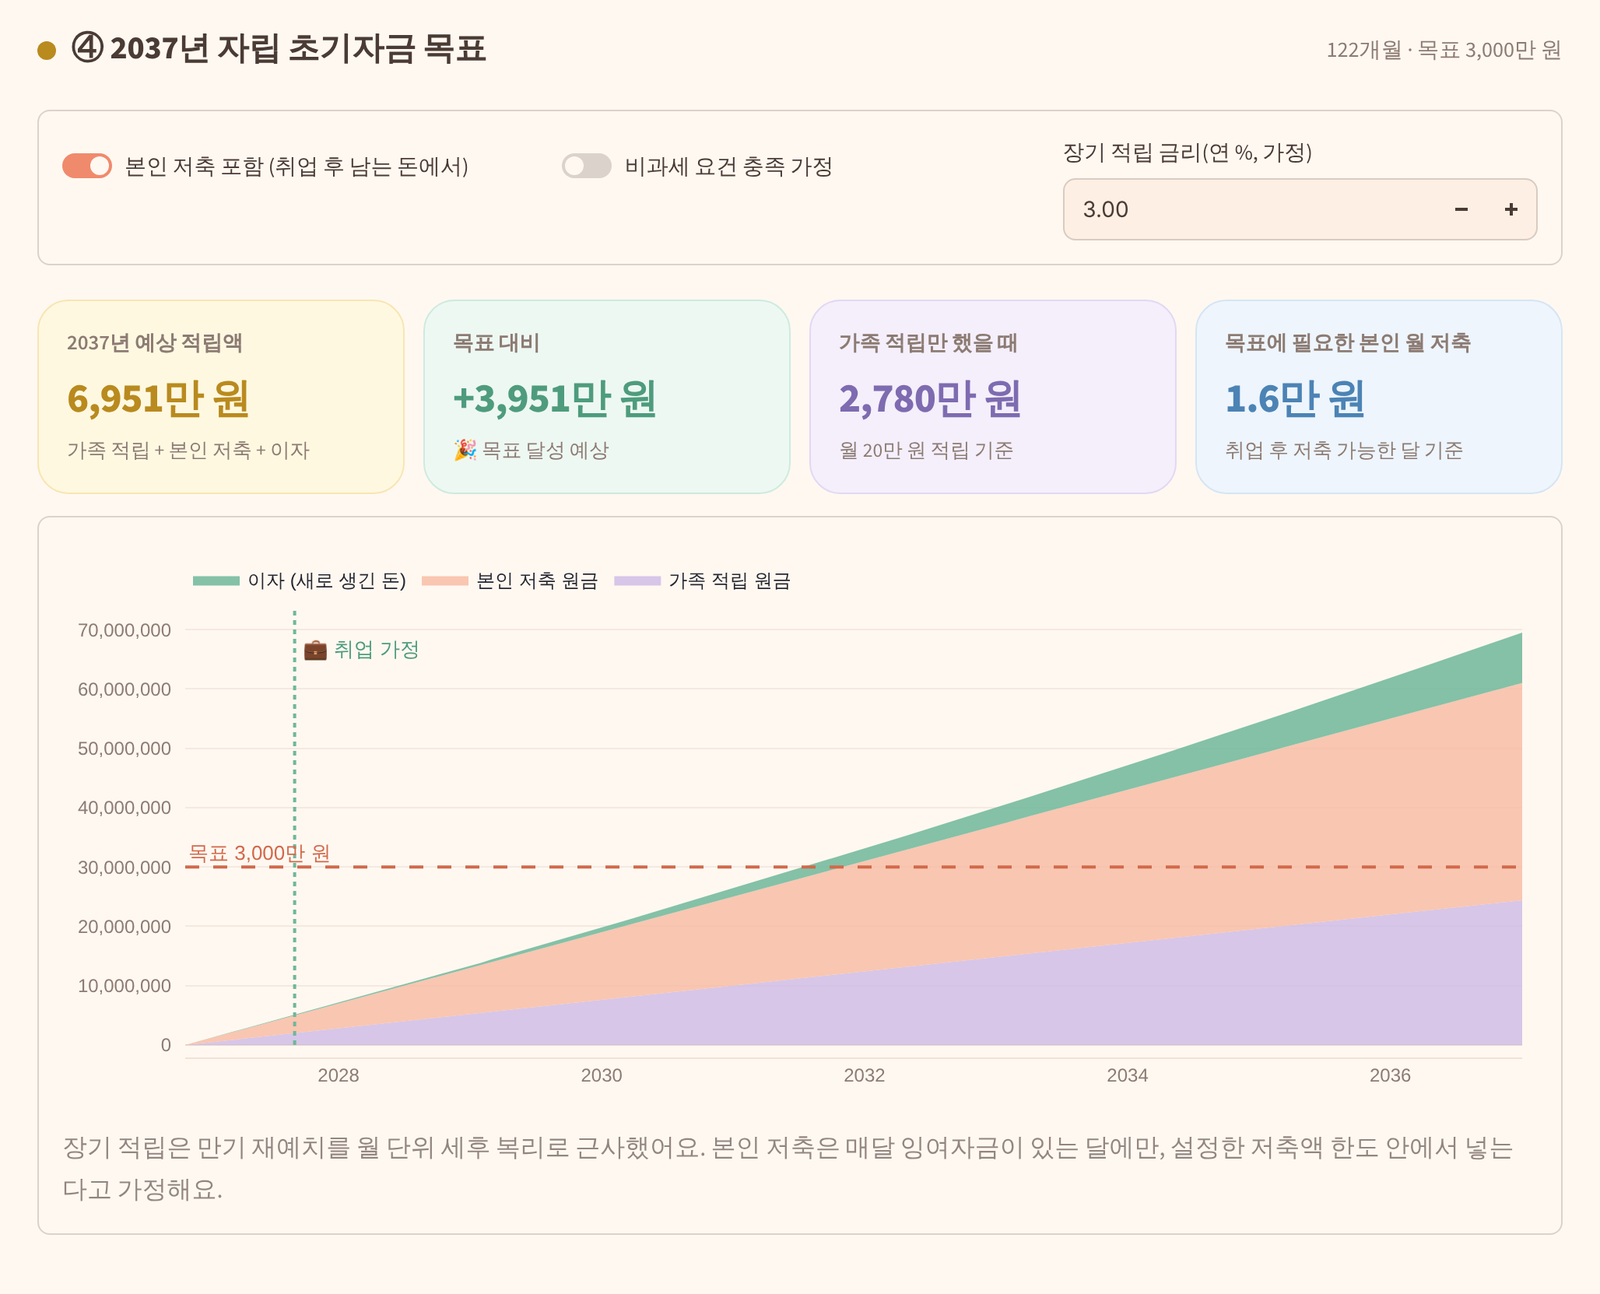 ④ 2037년 자립 초기자금 목표
122개월 · 목표 3,000만 원
본인 저축 포함 (취업 후 남는 돈에서)
비과세 요건 충족 가정
장기 적립 금리(연 %, 가정)
3.00 − +
2037년 예상 적립액
6,951만 원
가족 적립 + 본인 저축 + 이자
목표 대비
+3,951만 원
🎉 목표 달성 예상
가족 적립만 했을 때
2,780만 원
월 20만 원 적립 기준
목표에 필요한 본인 월 저축
1.6만 원
취업 후 저축 가능한 달 기준
이자 (새로 생긴 돈)
본인 저축 원금
가족 적립 원금
70,000,000
💼 취업 가정
60,000,000
50,000,000
40,000,000
목표 3,000만 원
30,000,000
20,000,000
10,000,000
0
2028
2030
2032
2034
2036
장기 적립은 만기 재예치를 월 단위 세후 복리로 근사했어요. 본인 저축은 매달 잉여자금이 있는 달에만, 설정한 저축액 한도 안에서 넣는
다고 가정해요.